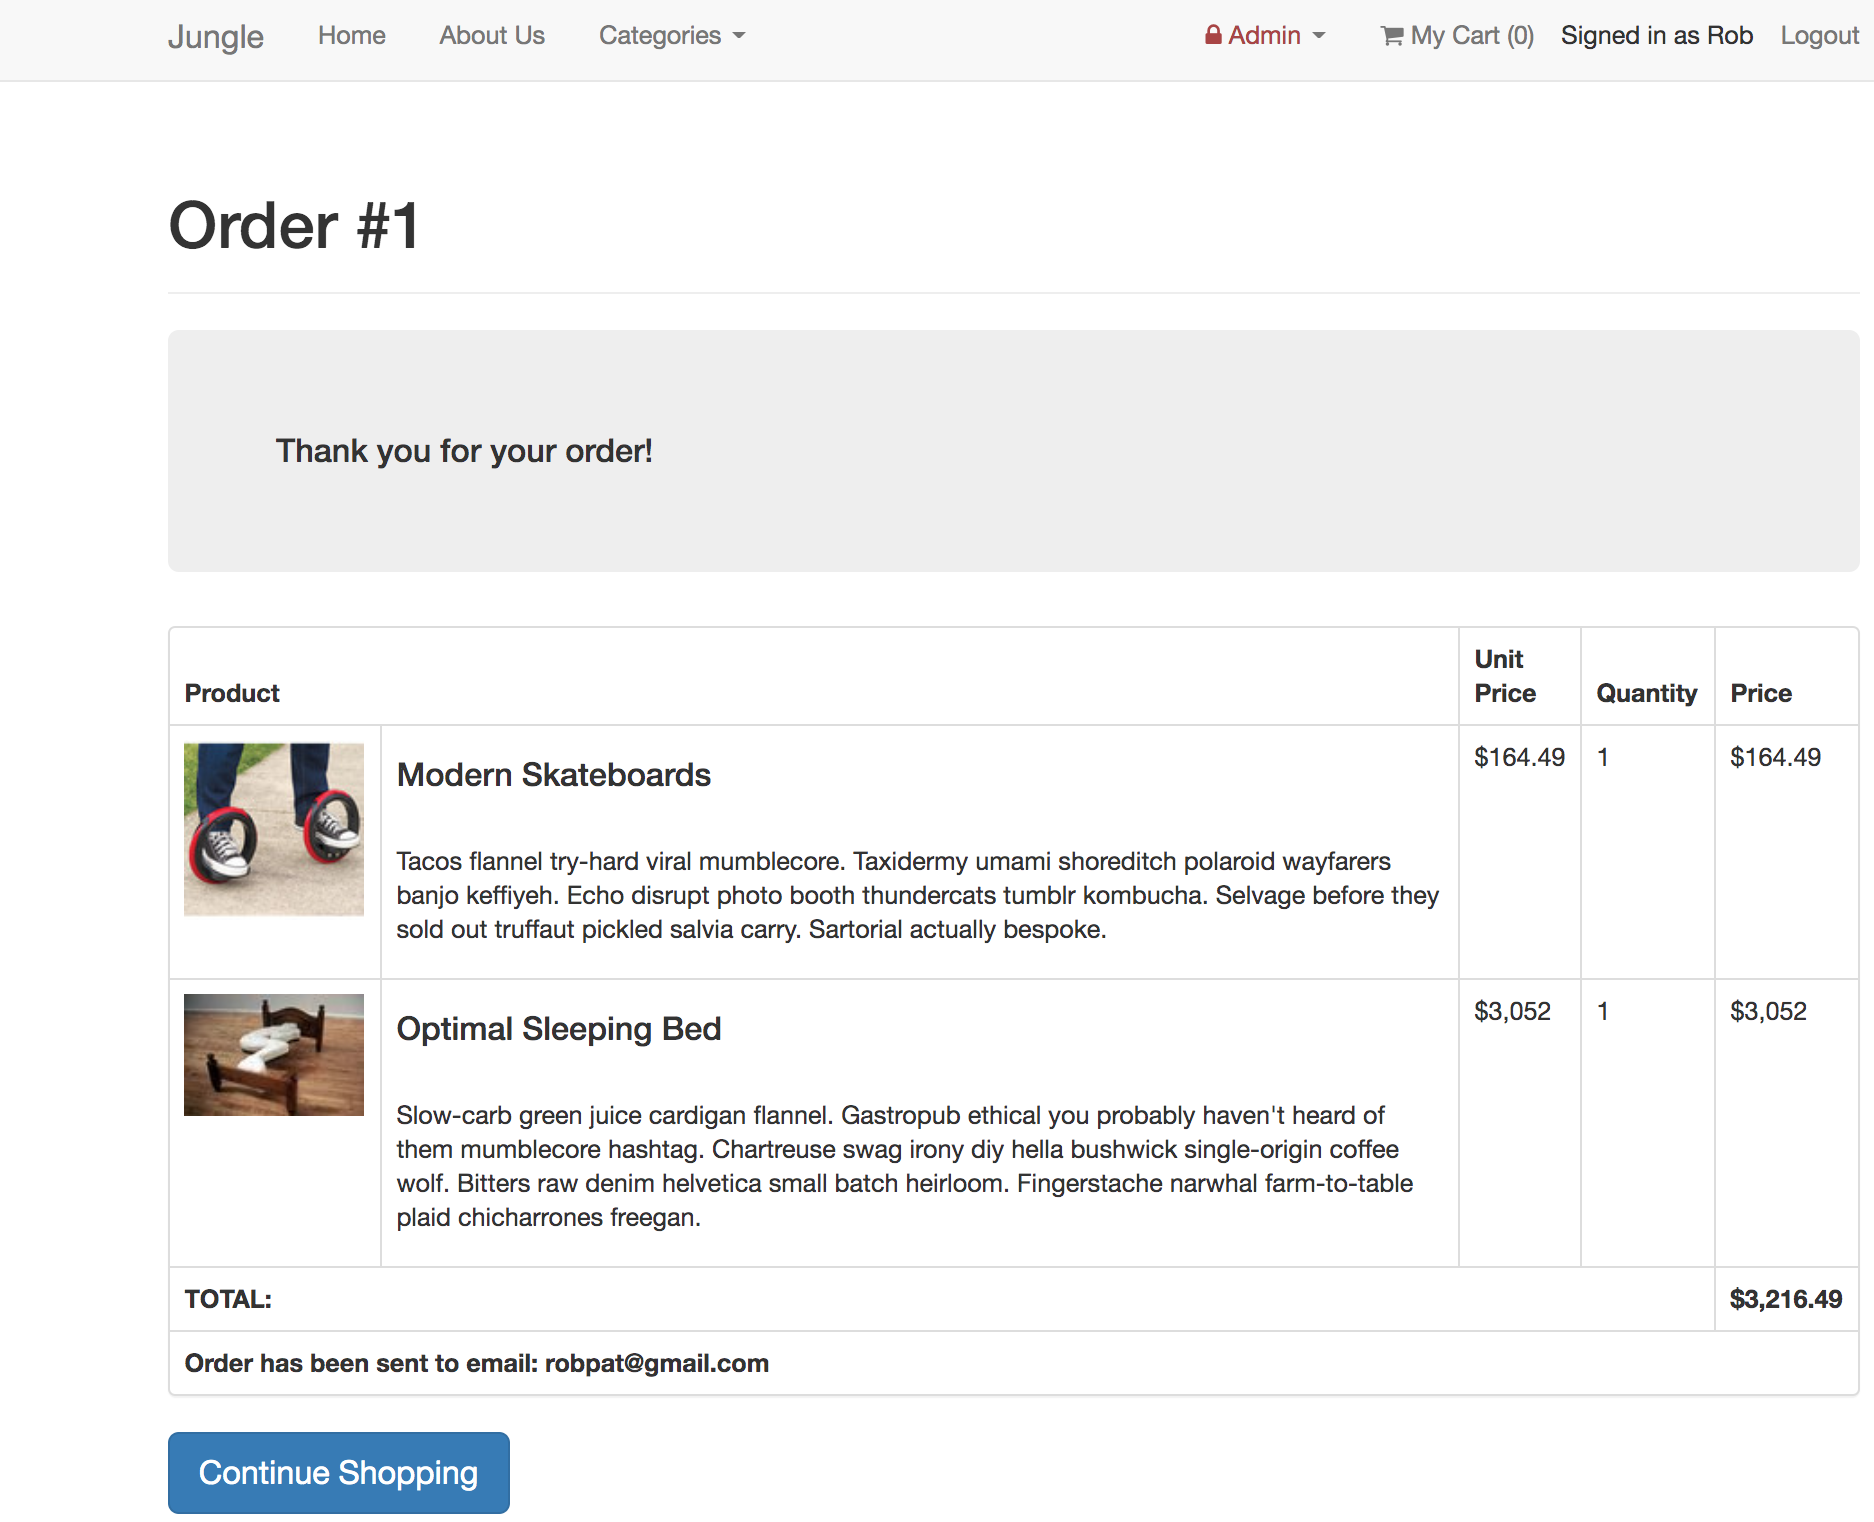 Jungle Home About Us Categories Admin My Cart (0) Signed in as Rob Logout
Order #1
Thank you for your order!
Product Unit Price Quantity Price
Modern Skateboards $164.49 1 $164.49
Tacos flannel try-hard viral mumblecore. Taxidermy umami shoreditch polaroid wayfarers
banjo keffiyeh. Echo disrupt photo booth thundercats tumblr kombucha. Selvage before they
sold out truffaut pickled salvia carry. Sartorial actually bespoke.
Optimal Sleeping Bed $3,052 1 $3,052
Slow-carb green juice cardigan flannel. Gastropub ethical you probably haven't heard of
them mumblecore hashtag. Chartreuse swag irony diy hella bushwick single-origin coffee
wolf. Bitters raw denim helvetica small batch heirloom. Fingerstache narwhal farm-to-table
plaid chicharrones freegan.
TOTAL: $3,216.49
Order has been sent to email: robpat@gmail.com
Continue Shopping